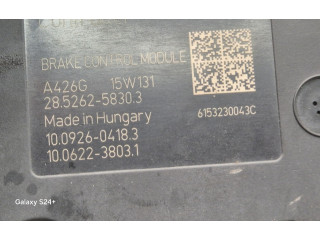 BRAKE CONTROL MODULE
A426G 15W131
28.5262-5830.3
6153230043C
Made in Hungary
10.0926-0418.3
10.0622-3803.1
Galaxy S24+